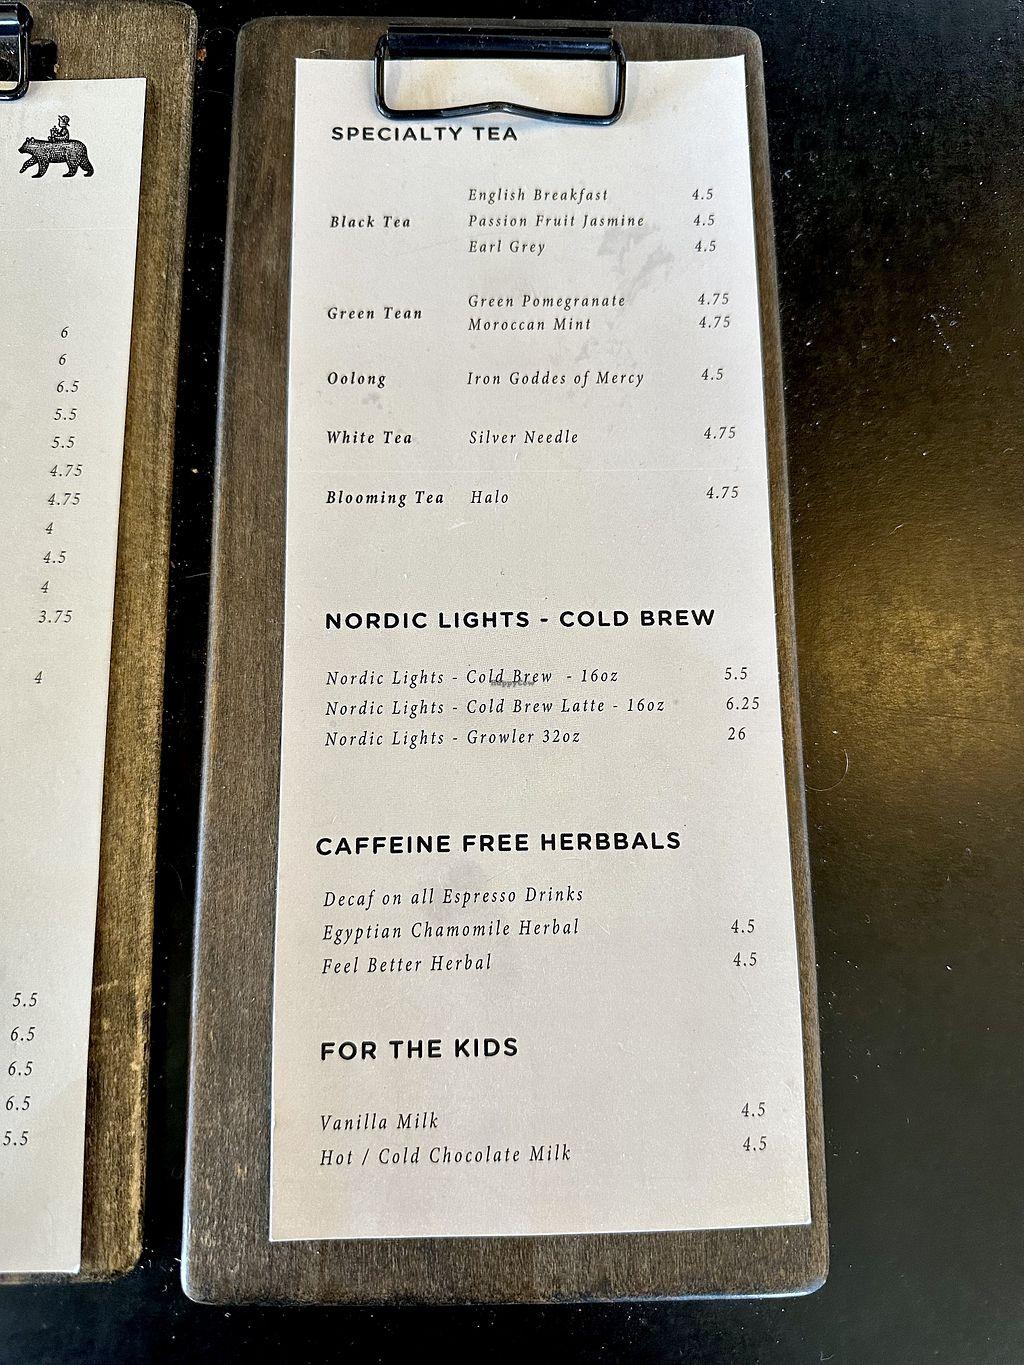 6
6
6.5
5.5
5.5
4.75
4.75
4
4.5
4
3.75
4
5.5
6.5
6.5
6.5
5.5
SPECIALTY TEA
English Breakfast 4.5
Black Tea Passion Fruit Jasmine 4.5
Earl Grey 4.5
Green Pomegranate 4.75
Green Tean
Moroccan Mint 4.75
Oolong Iron Goddes of Mercy 4.5
White Tea Silver Needle 4.75
Blooming Tea Halo 4.75
NORDIC LIGHTS - COLD BREW
Nordic Lights - Cold Brew - 16oz 5.5
HappyCow
Nordic Lights - Cold Brew Latte - 16oz 6.25
Nordic Lights - Growler 32oz 26
CAFFEINE FREE HERBBALS
Decaf on all Espresso Drinks
Egyptian Chamomile Herbal 4.5
Feel Better Herbal 4.5
FOR THE KIDS
Vanilla Milk 4.5
Hot / Cold Chocolate Milk 4.5